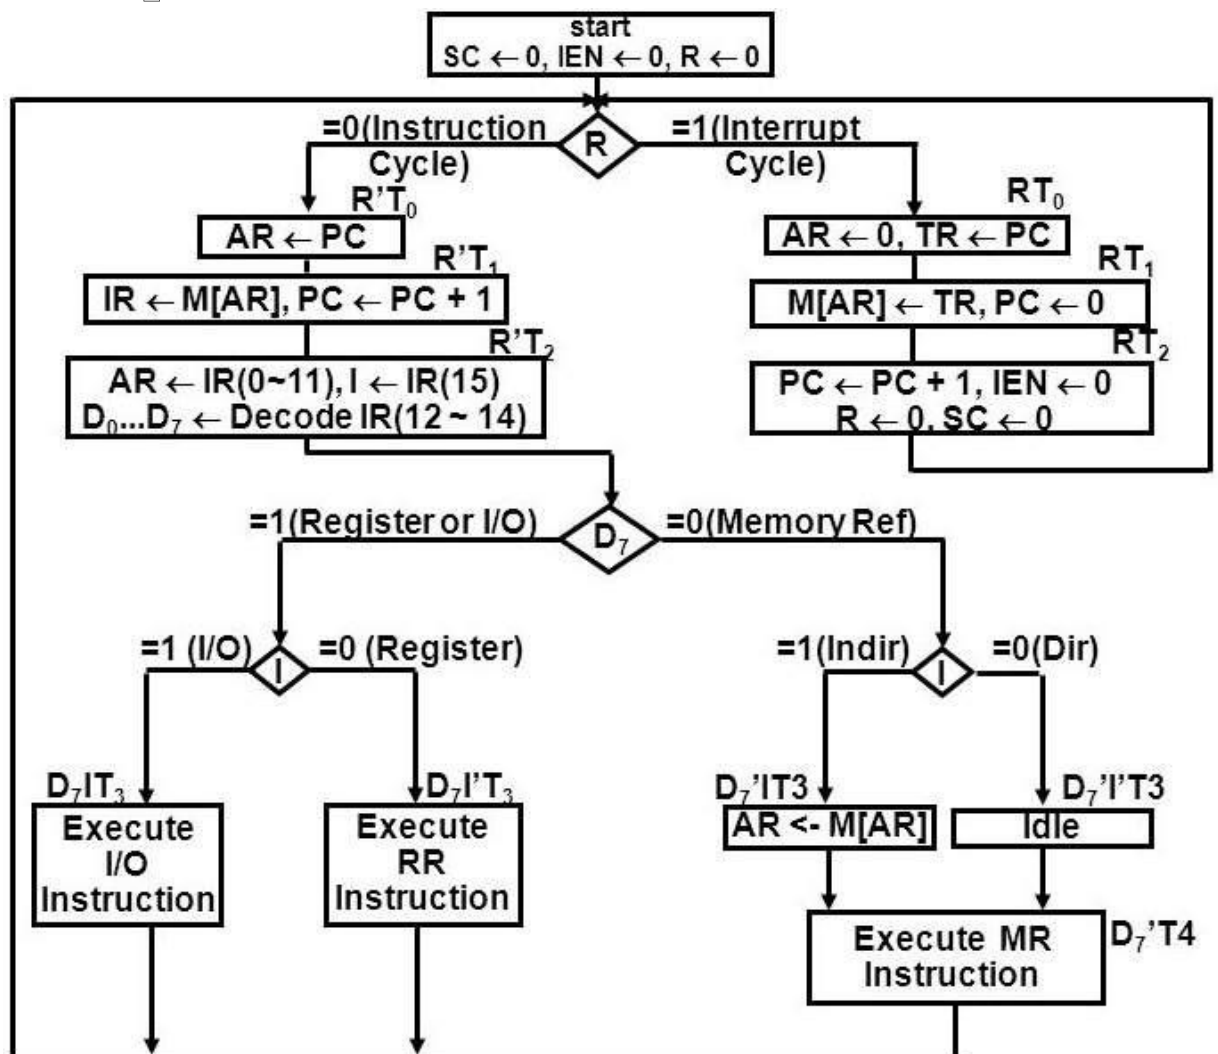 start
SC ← 0, IEN ← 0, R ← 0
=0(Instruction
Cycle)
R
=1(Interrupt
Cycle)
R'T₀
AR ← PC
RT₀
AR ← 0, TR ← PC
R'T₁
IR ← M[AR], PC ← PC + 1
RT₁
M[AR] ← TR, PC ← 0
R'T₂
AR ← IR(0~11), I ← IR(15)
D₀...D₇ ← Decode IR(12 ~ 14)
RT₂
PC ← PC + 1, IEN ← 0
R ← 0, SC ← 0
=1(Register or I/O)
D₇
=0(Memory Ref)
=1 (I/O)
I
=0 (Register)
=1(Indir)
I
=0(Dir)
D₇IT₃
Execute
I/O
Instruction
D₇I'T₃
Execute
RR
Instruction
D₇'IT3
AR <- M[AR]
D₇'I'T3
Idle
Execute MR
Instruction
D₇'T4